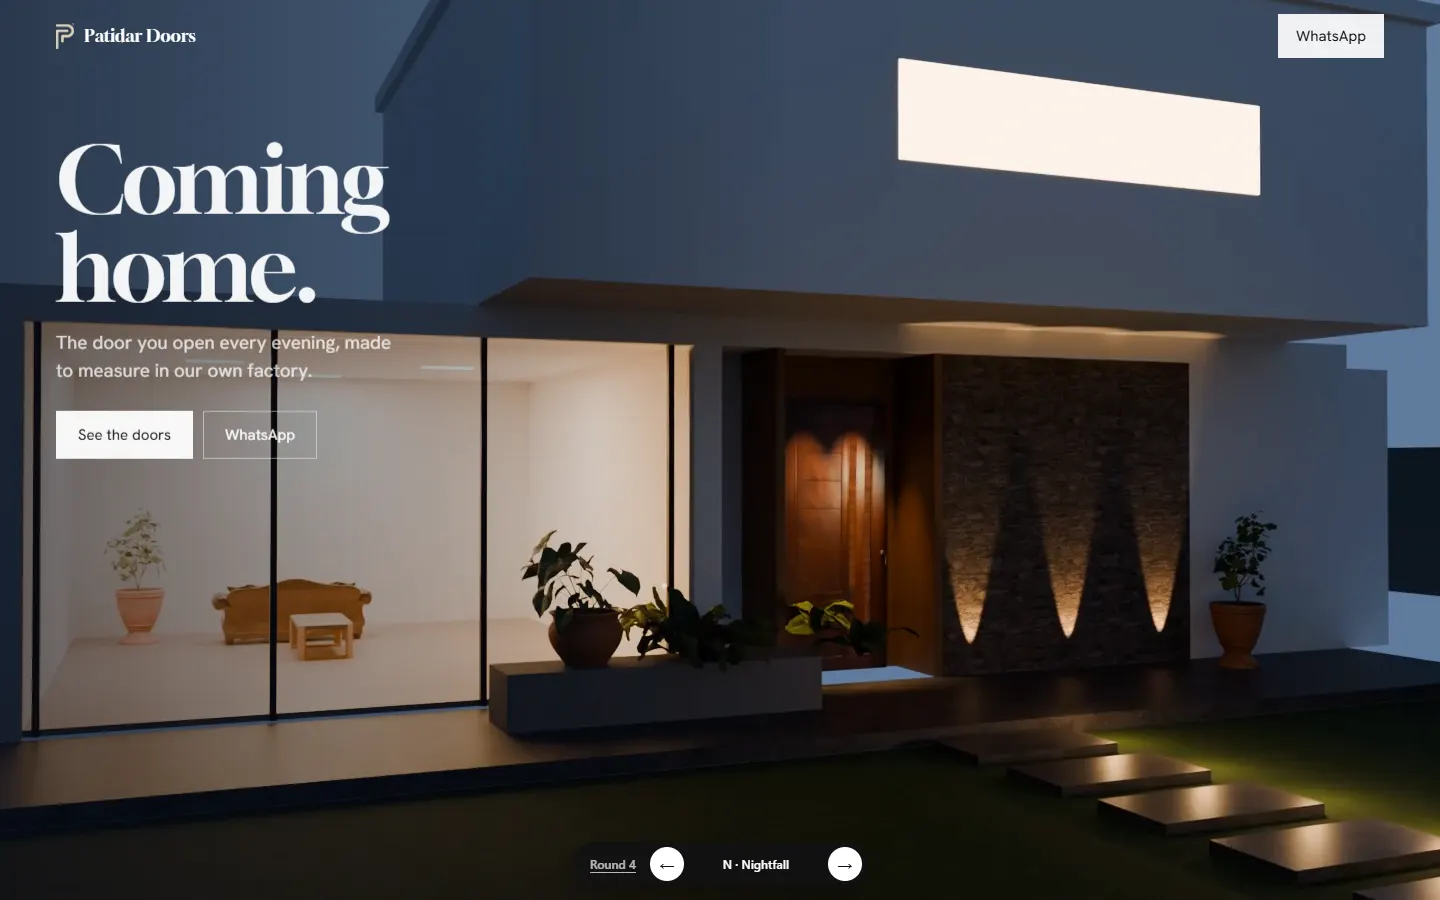 Patidar Doors
WhatsApp
Coming
home.
The door you open every evening, made
to measure in our own factory.
See the doors
WhatsApp
Round 4
←
N · Nightfall
→